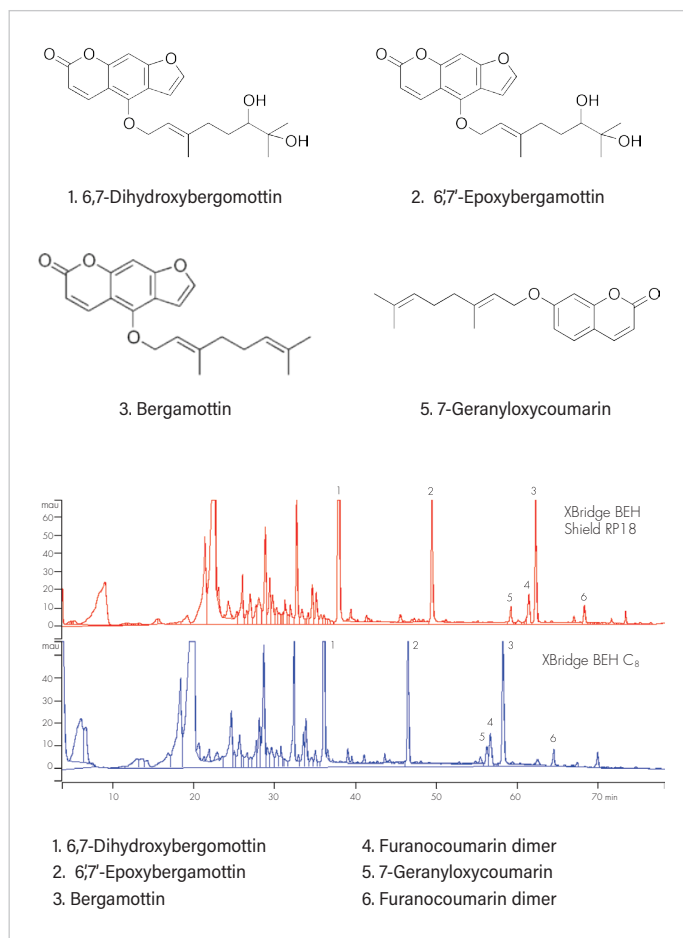 O O O
O
OH
OH
O O O
O
OH
OH
1. 6,7-Dihydroxybergomottin
2. 6'7'-Epoxybergamottin
O O O
O
O O O
3. Bergamottin
5. 7-Geranyloxycoumarin
mau
60
50
40
30
20
10
0
1
2
3
4
5
6
XBridge BEH
Shield RP18
mau
40
30
20
10
0
1
2
3
4
5
6
XBridge BEH C₈
10 20 30 40 50 60 70 min
1. 6,7-Dihydroxybergomottin
2. 6'7'-Epoxybergamottin
3. Bergamottin
4. Furanocoumarin dimer
5. 7-Geranyloxycoumarin
6. Furanocoumarin dimer